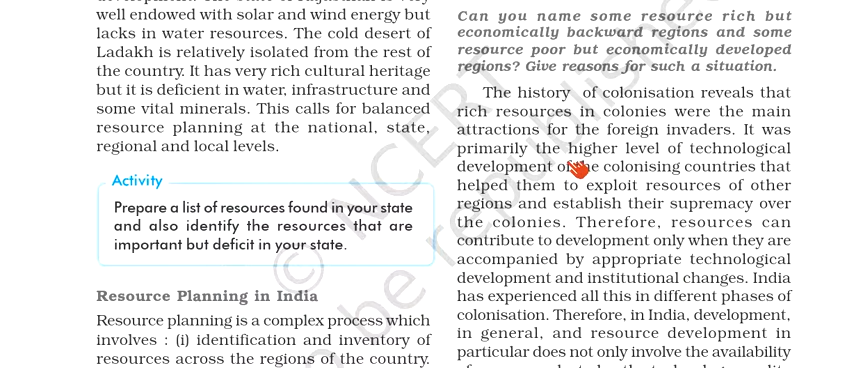 well endowed with solar and wind energy but
lacks in water resources. The cold desert of
Ladakh is relatively isolated from the rest of
the country. It has very rich cultural heritage
but it is deficient in water, infrastructure and
some vital minerals. This calls for balanced
resource planning at the national, state,
regional and local levels.
Activity
Prepare a list of resources found in your state
and also identify the resources that are
important but deficit in your state.
Resource Planning in India
Resource planning is a complex process which
involves : (i) identification and inventory of
resources across the regions of the country.
Can you name some resource rich but
economically backward regions and some
resource poor but economically developed
regions? Give reasons for such a situation.
The history of colonisation reveals that
rich resources in colonies were the main
attractions for the foreign invaders. It was
primarily the higher level of technological
development of the colonising countries that
helped them to exploit resources of other
regions and establish their supremacy over
the colonies. Therefore, resources can
contribute to development only when they are
accompanied by appropriate technological
development and institutional changes. India
has experienced all this in different phases of
colonisation. Therefore, in India, development,
in general, and resource development in
particular does not only involve the availability
© NCERT
be republished